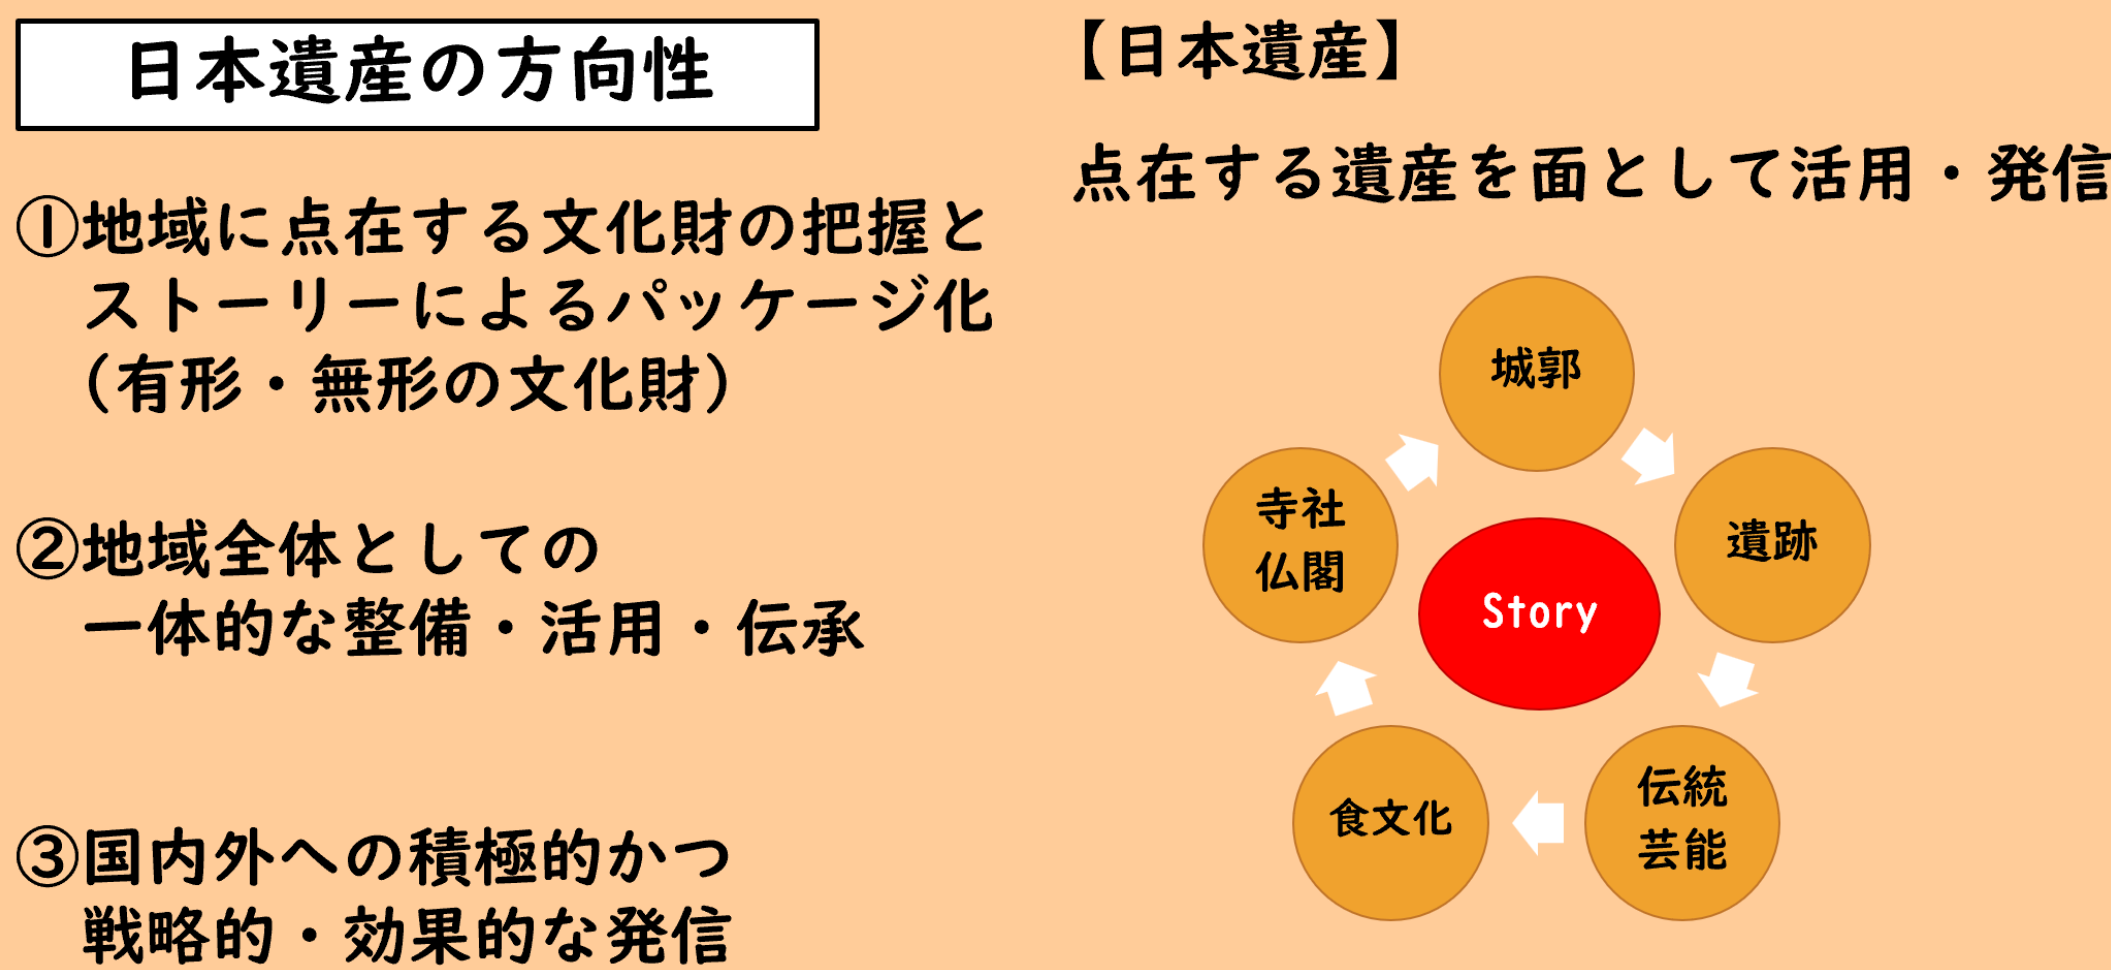 日本遺産の方向性
①地域に点在する文化財の把握と
ストーリーによるパッケージ化
（有形・無形の文化財）
②地域全体としての
一体的な整備・活用・伝承
③国内外への積極的かつ
戦略的・効果的な発信
【日本遺産】
点在する遺産を面として活用・発信
城郭
遺跡
伝統
芸能
食文化
寺社
仏閣
Story